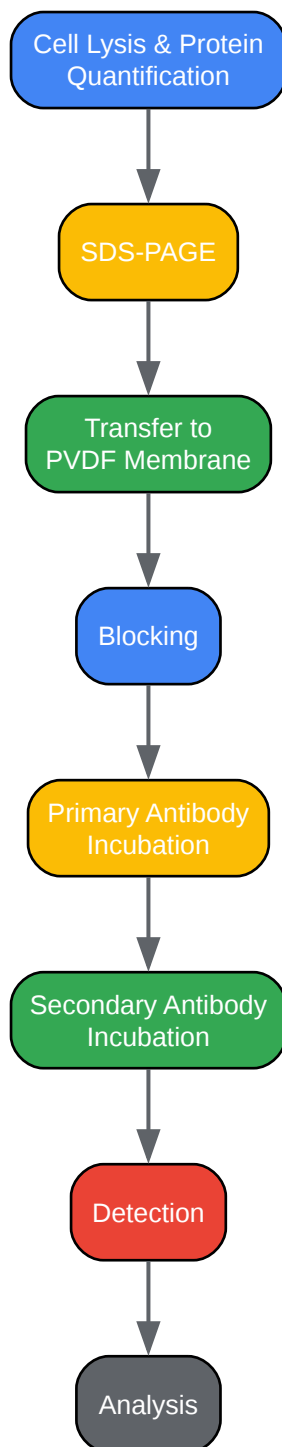 Cell Lysis & Protein
Quantification
SDS-PAGE
Transfer to
PVDF Membrane
Blocking
Primary Antibody
Incubation
Secondary Antibody
Incubation
Detection
Analysis